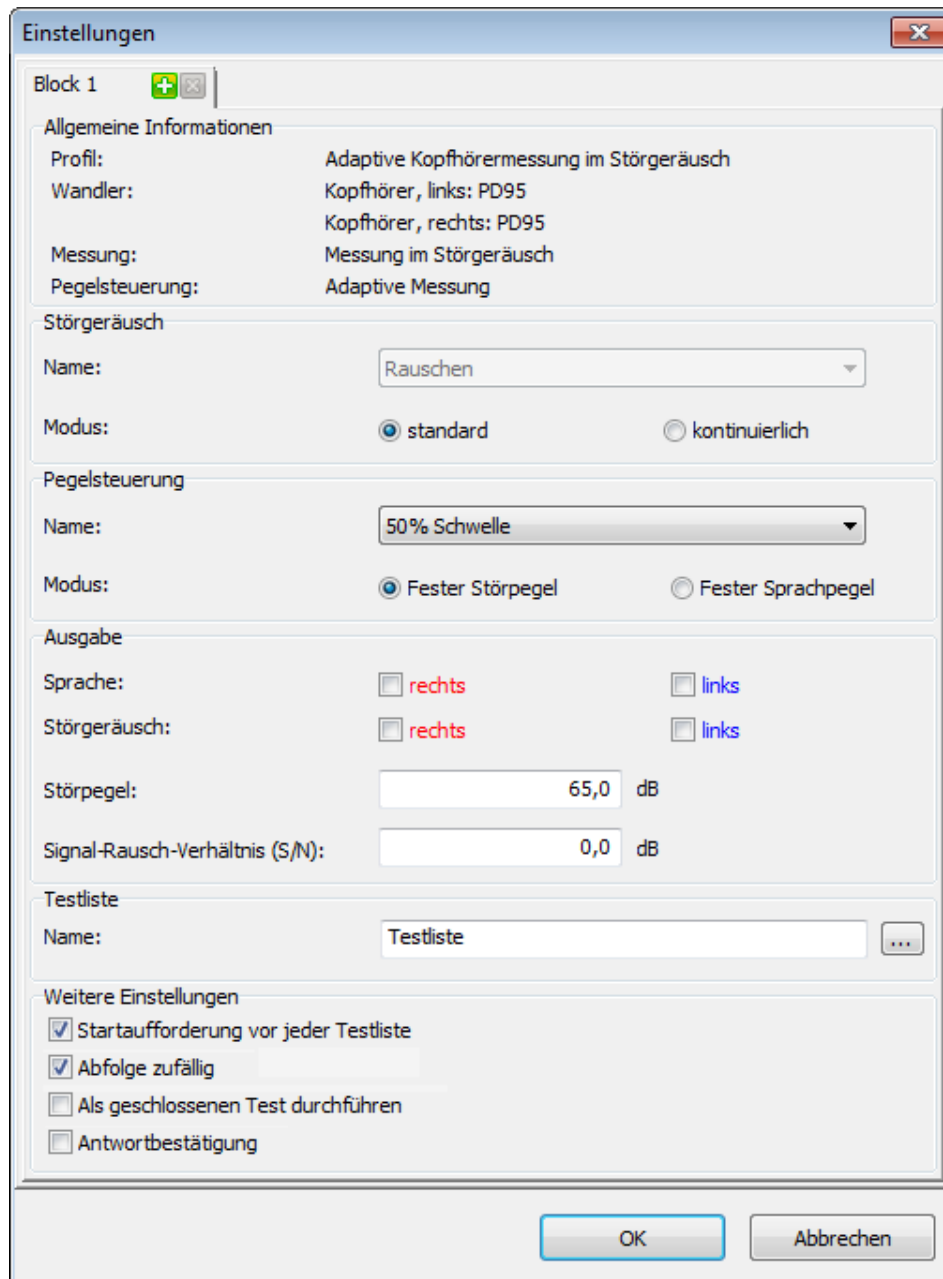 Einstellungen
Block 1
Allgemeine Informationen
Profil: Adaptive Kopfhörermessung im Störgeräusch
Wandler: Kopfhörer, links: PD95
Kopfhörer, rechts: PD95
Messung: Messung im Störgeräusch
Pegelsteuerung: Adaptive Messung
Störgeräusch
Name: Rauschen
Modus: standard kontinuierlich
Pegelsteuerung
Name: 50% Schwelle
Modus: Fester Störpegel Fester Sprachpegel
Ausgabe
Sprache: rechts links
Störgeräusch: rechts links
Störpegel: 65,0 dB
Signal-Rausch-Verhältnis (S/N): 0,0 dB
Testliste
Name: Testliste ...
Weitere Einstellungen
Startaufforderung vor jeder Testliste
Abfolge zufällig
Als geschlossenen Test durchführen
Antwortbestätigung
OK Abbrechen